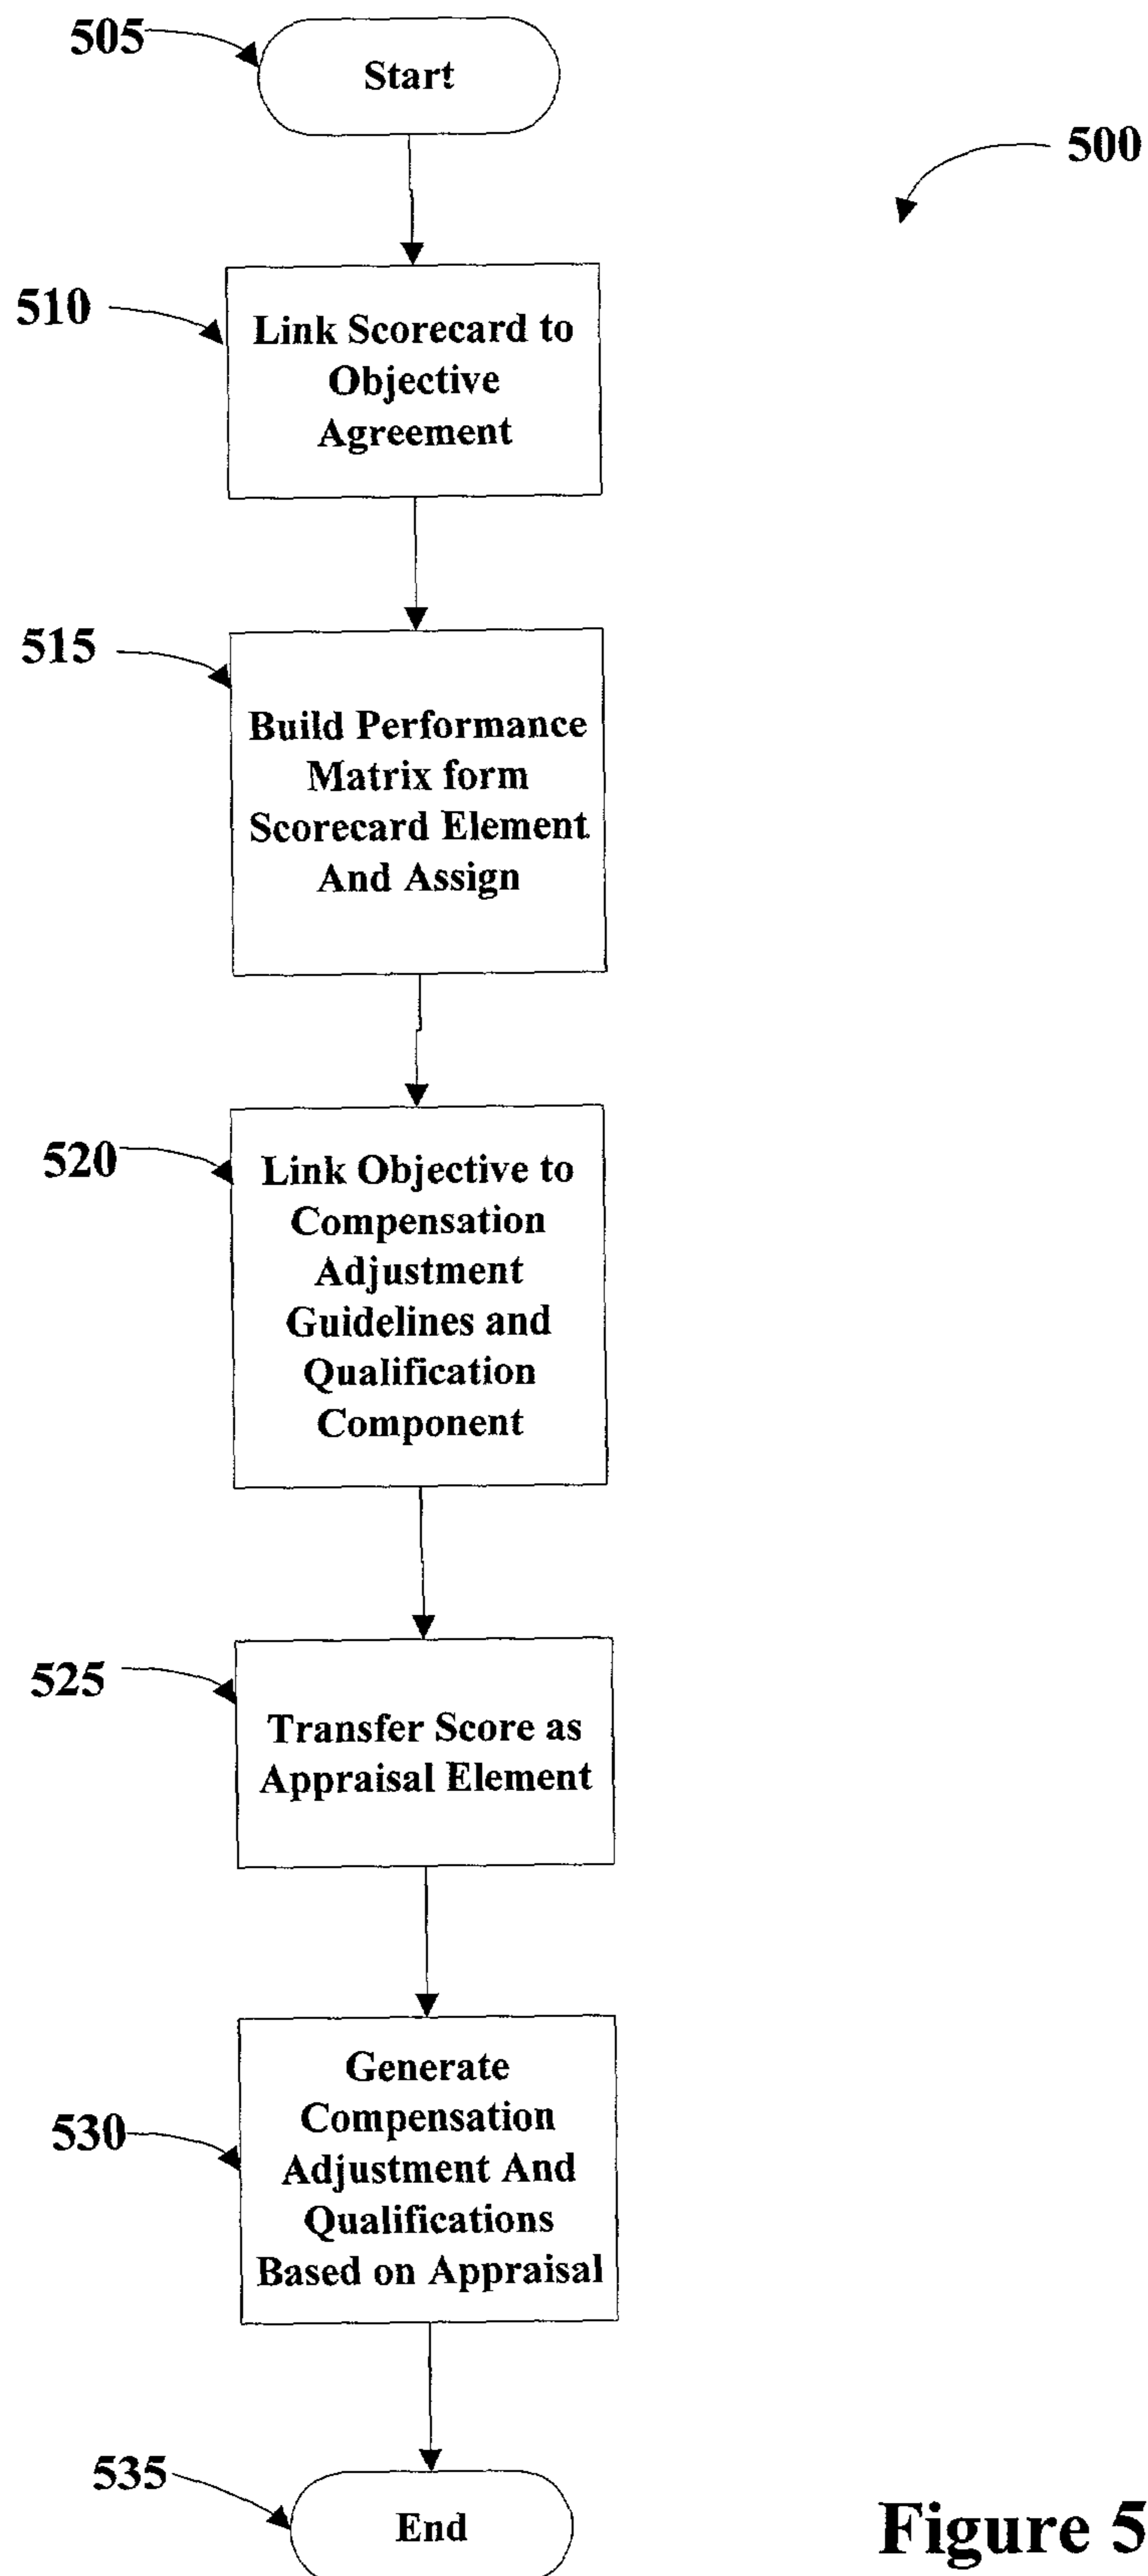 505
Start
500
510
Link Scorecard to
Objective
Agreement
515
Build Performance
Matrix form
Scorecard Element
And Assign
520
Link Objective to
Compensation
Adjustment
Guidelines and
Qualification
Component
525
Transfer Score as
Appraisal Element
530
Generate
Compensation
Adjustment And
Qualifications
Based on Appraisal
535
End
Figure 5